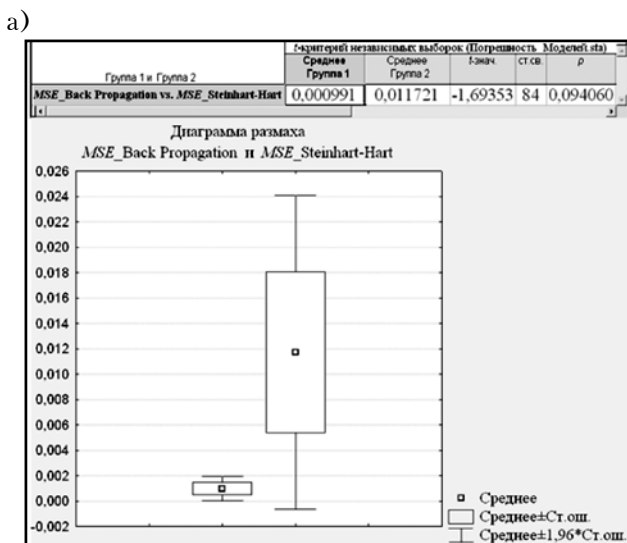 а)
t-критерий независимых выборок (Погрешность Моделей.sta)
Группа 1 и Группа 2
Среднее Группа 1
Среднее Группа 2
t-знач.
ст.св.
p
MSE_Back Propagation vs. MSE_Steinhart-Hart 0,000991 0,011721 -1,69353 84 0,094060
Диаграмма размаха
MSE_Back Propagation и MSE_Steinhart-Hart
0,026
0,024
0,022
0,020
0,018
0,016
0,014
0,012
0,010
0,008
0,006
0,004
0,002
0,000
-0,002
Среднее
Среднее±Ст.ош.
Среднее±1,96*Ст.ош.